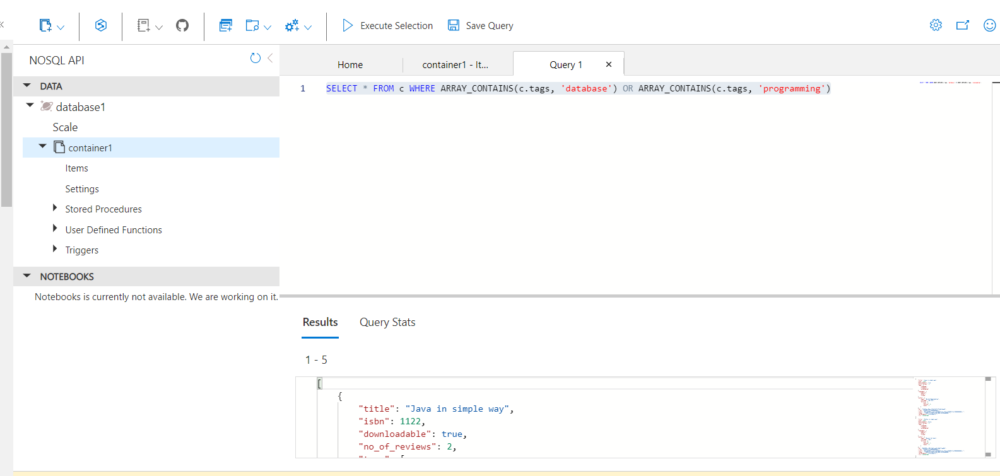 Execute Selection
Save Query
NOSQL API
DATA
database1
Scale
container1
Items
Settings
Stored Procedures
User Defined Functions
Triggers
NOTEBOOKS
Notebooks is currently not available. We are working on it.
Home
container1 - It...
Query 1
1 SELECT * FROM c WHERE ARRAY_CONTAINS(c.tags, 'database') OR ARRAY_CONTAINS(c.tags, 'programming')
Results
Query Stats
1 - 5
[
{
"title": "Java in simple way",
"isbn": 1122,
"downloadable": true,
"no_of_reviews": 2,